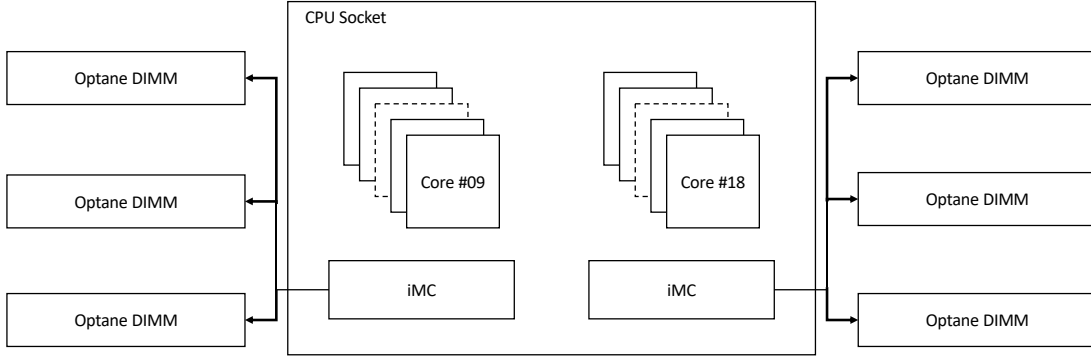 CPU Socket
Optane DIMM
Optane DIMM
Optane DIMM
Core #09
Core #18
iMC
iMC
Optane DIMM
Optane DIMM
Optane DIMM